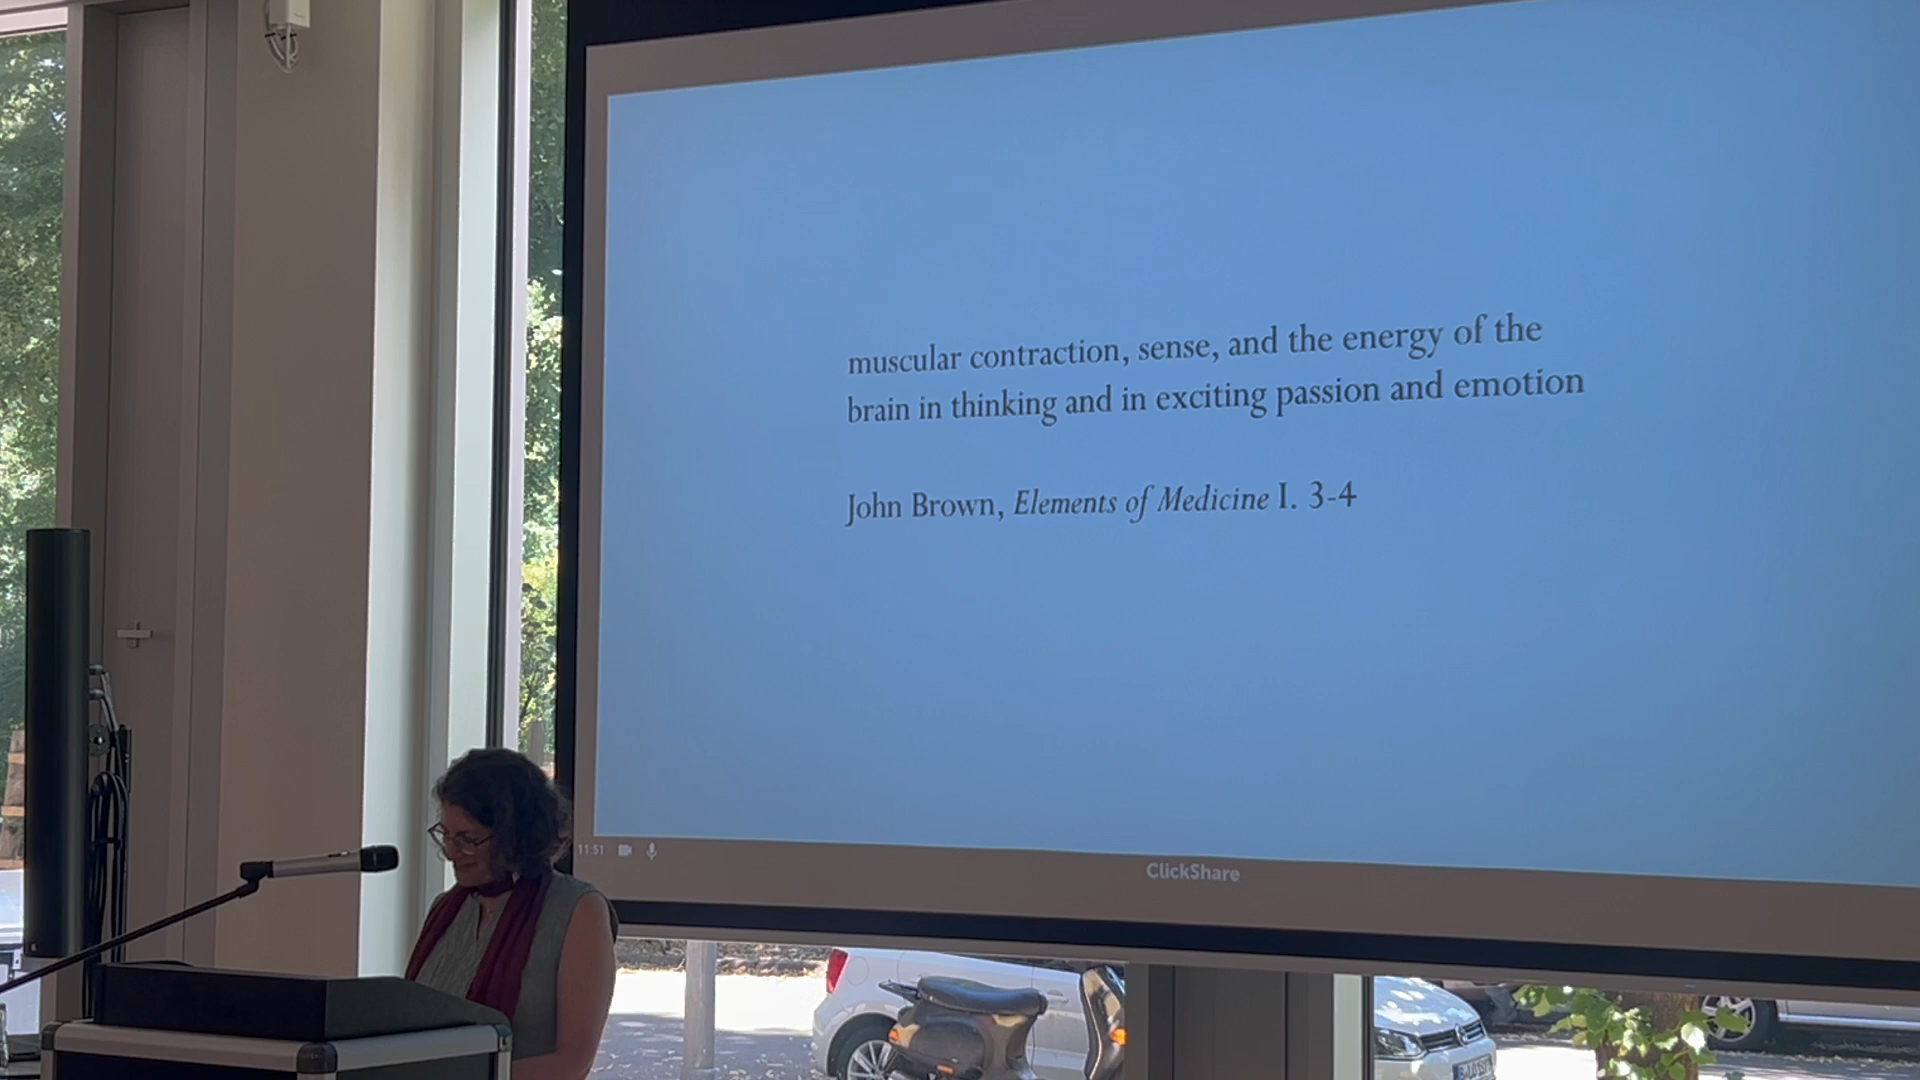 muscular contraction, sense, and the energy of the
brain in thinking and in exciting passion and emotion
John Brown, Elements of Medicine I. 3-4
11:51
ClickShare